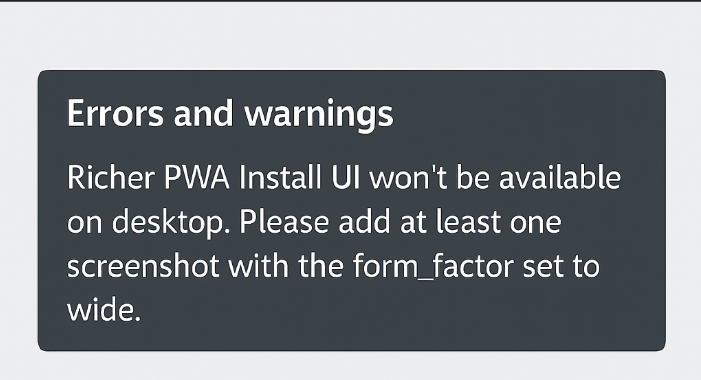 Errors and warnings
Richer PWA Install UI won't be available
on desktop. Please add at least one
screenshot with the form_factor set to
wide.